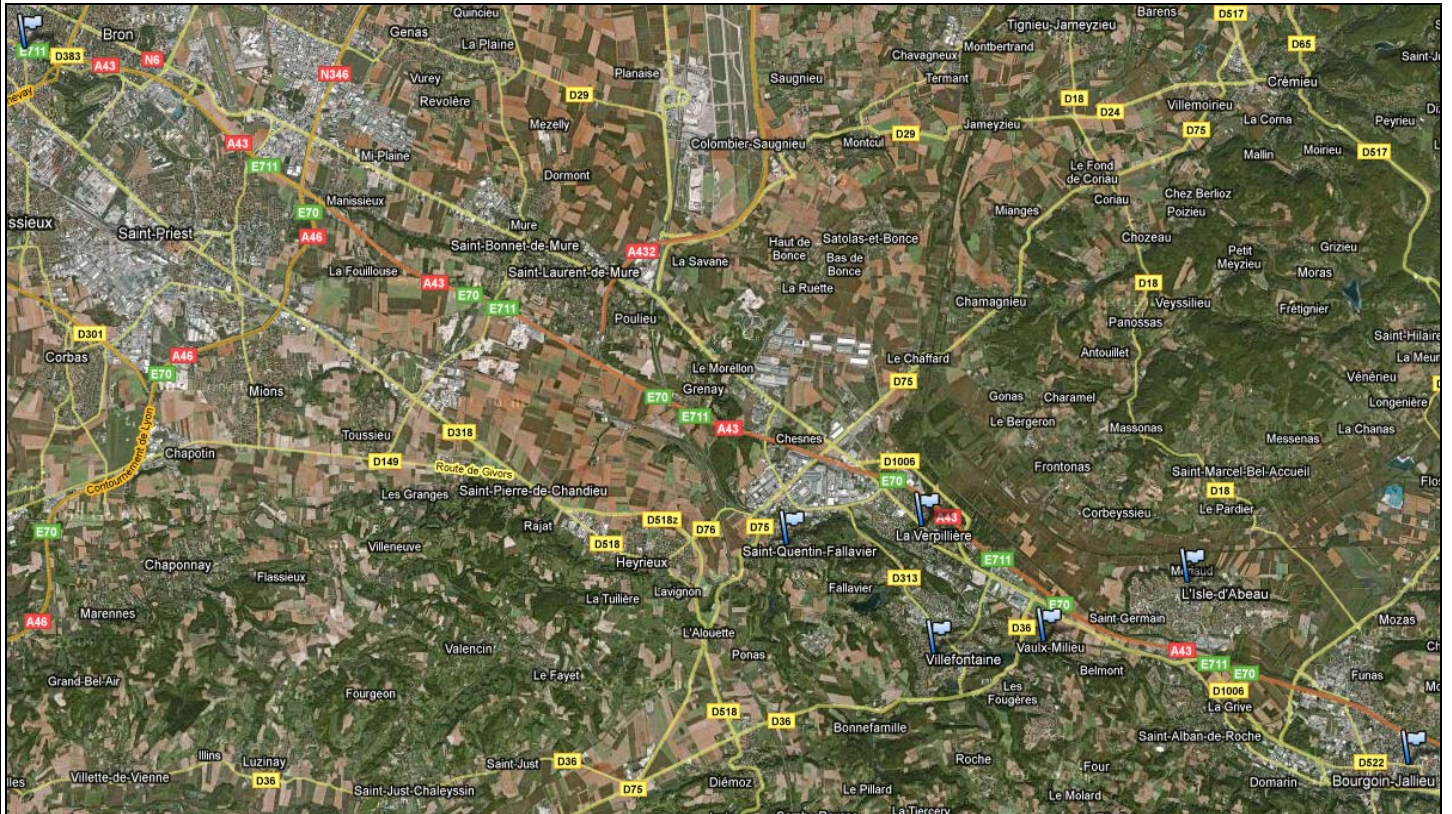 Quincieu
Barens
D517
Bron
Genas
Tignieu-Jameyzieu
E711
D383
A43
N6
La Plaine
Chavagneux
Montbertrand
D65
N346
Vurey
Planaise
Saugnieu
Termant
Crémieu
Revolère
D29
D18
D24
Villemoirieu
Mezelly
La Coma
Peyrieu
D75
Jameyzieu
A43
Colombier-Saugnieu
Montcul
D29
Mi-Plaine
Mallin
Moirieu
D517
E711
Le Fond
de Coriau
Dormont
Manissieux
Chez Berlioz
Coriau
Poizieu
E70
Mianges
ssieux
Saint-Priest
A46
Mure
Saint-Bonnet-de-Mure
Haut de
Bonce
Satolas-et-Bonce
Chozeau
Petit
Meyzieu
Grizieu
A432
La Savane
Bas de
Bonce
La Fouillouse
Saint-Laurent-de-Mure
Moras
A43
E70
La Ruette
D18
E711
Chamagnieu
Veyssilieu
Frétignier
Poulieu
Panossas
D301
Saint-Hilaire
A46
Corbas
Antouillet
E70
Le Chaffard
Le Morellon
Vénérieu
D75
Mions
Grenay
E70
Gonas
Charamel
Longenière
E711
Le Bergeron
A43
Massonas
La Chanas
Toussieu
D318
Chesnes
Messenas
Contournement de Lyon
Chapotin
D149
Route de Givors
D1006
Frontonas
Saint-Marcel-Bel-Accueil
E70
Les Granges
Saint-Pierre-de-Chandieu
D18
Le Pardier
Corbeyssieu
A43
E70
Rajat
D518z
D76
D75
La Verpillière
D518
Villeneuve
Saint-Quentin-Fallavier
Chaponnay
Heyrieux
E711
Flassieux
D313
Fallavier
L'Isle-d'Abeau
La Tuilière
Lavignon
E70
Marennes
A46
Saint-Germain
Mozas
D36
L'Alouette
Valencin
Ponas
Villefontaine
Vaulx-Milieu
A43
Belmont
E711
E70
Le Fayet
Funas
Grand-Bel-Air
Fourgeon
Les
Fougères
D1006
La Grive
D518
D36
Bonnefamille
Saint-Alban-de-Roche
Illins
Luzinay
Saint-Just
D36
Roche
Four
D522
Villette-de-Vienne
D36
Saint-Just-Chaleyssin
D75
Diémoz
Le Pillard
Le Molard
Domarin
Bourgoin-Jallieu